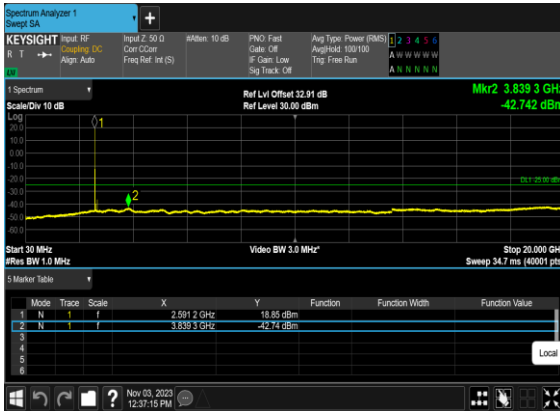 Spectrum Analyzer 1
Swept SA
+
KEYSIGHT Input: RF Input Z: 50 Ω #Atten: 10 dB PNO: Fast Avg Type: Power (RMS) 1 2 3 4 5 6
R T Coupling: DC Corr CCorr Gate: Off Avg|Hold: 100/100 A W W W W W
Align: Auto Freq Ref: Int (S) IF Gain: Low Trig: Free Run
Sig Track: Off A N N N N N
1 Spectrum
Scale/Div 10 dB
Ref Lvl Offset 32.91 dB
Ref Level 30.00 dBm
Mkr2 3.839 3 GHz
-42.742 dBm
Log
1
20.0
10.0
0.00
-10.0
-20.0
DL1 -25.00 dBm
-30.0
2
-40.0
-50.0
-60.0
Start 30 MHz Video BW 3.0 MHz* Stop 20.000 GHz
#Res BW 1.0 MHz Sweep 34.7 ms (40001 pts)
5 Marker Table
Mode Trace Scale X Y Function Function Width Function Value
1 N 1 f 2.591 2 GHz 18.85 dBm
2 N 1 f 3.839 3 GHz -42.74 dBm
3
4
5
6
Local
? Nov 03, 2023
12:37:15 PM